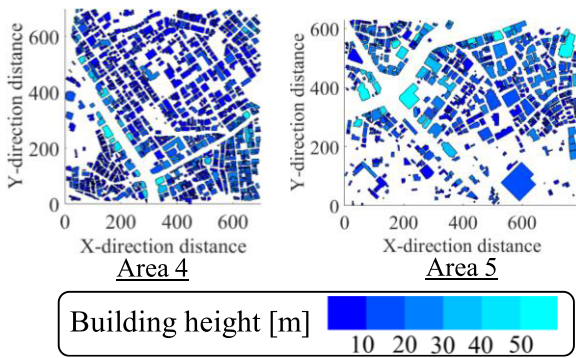 600
400
200
0
Y-direction distance
0 200 400 600
X-direction distance
Area 4
600
400
200
0
Y-direction distance
0 200 400 600
X-direction distance
Area 5
Building height [m]
10 20 30 40 50